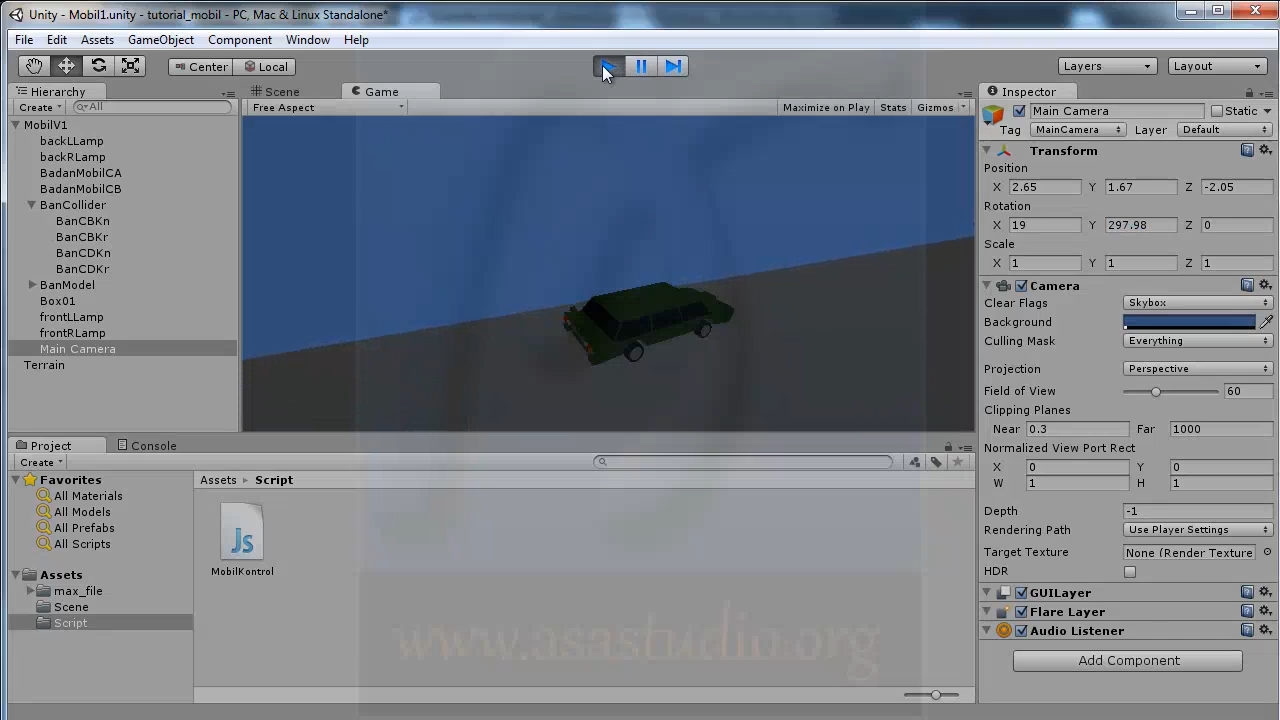 Unity - Mobil1.unity - tutorial_mobil - PC, Mac & Linux Standalone*
File Edit Assets GameObject Component Window Help
Center Local Layers Layout
Hierarchy Scene Game Inspector
Create All Free Aspect Maximize on Play Stats Gizmos Main Camera Static
MobilV1 Tag MainCamera Layer Default
backLLamp Transform
backRLamp Position
BadanMobilCA X 2.65 Y 1.67 Z -2.05
BadanMobilCB Rotation
BanCollider X 19 Y 297.98 Z 0
BanCBKn Scale
BanCBKr X 1 Y 1 Z 1
BanCDKn Camera
BanCDKr Clear Flags Skybox
BanModel Background
Box01 Culling Mask Everything
frontLLamp Projection Perspective
frontRLamp Field of View 60
Main Camera Clipping Planes
Terrain Near 0.3 Far 1000
Project Console Normalized View Port Rect
Create X 0 Y 0
Favorites Assets Script W 1 H 1
All Materials Depth -1
All Models Rendering Path Use Player Settings
All Prefabs Target Texture None (Render Texture
All Scripts Js HDR
Assets MobilKontrol GUILayer
max_file Flare Layer
Scene Audio Listener
Script Add Component
www.asastudio.org